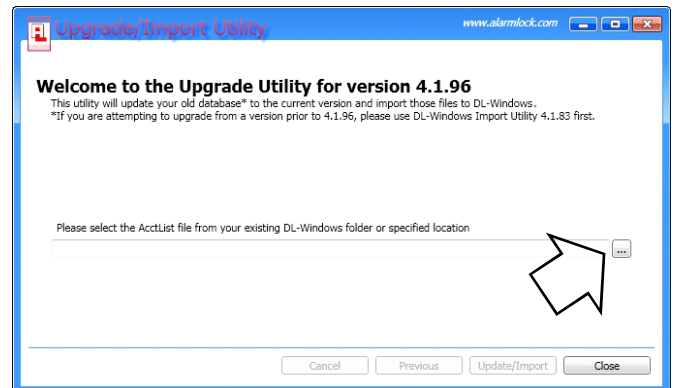 Upgrade/Import Utility
www.alarmlock.com
Welcome to the Upgrade Utility for version 4.1.96
This utility will update your old database* to the current version and import those files to DL-Windows.
*If you are attempting to upgrade from a version prior to 4.1.96, please use DL-Windows Import Utility 4.1.83 first.
Please select the AcctList file from your existing DL-Windows folder or specified location
...
Cancel
Previous
Update/Import
Close